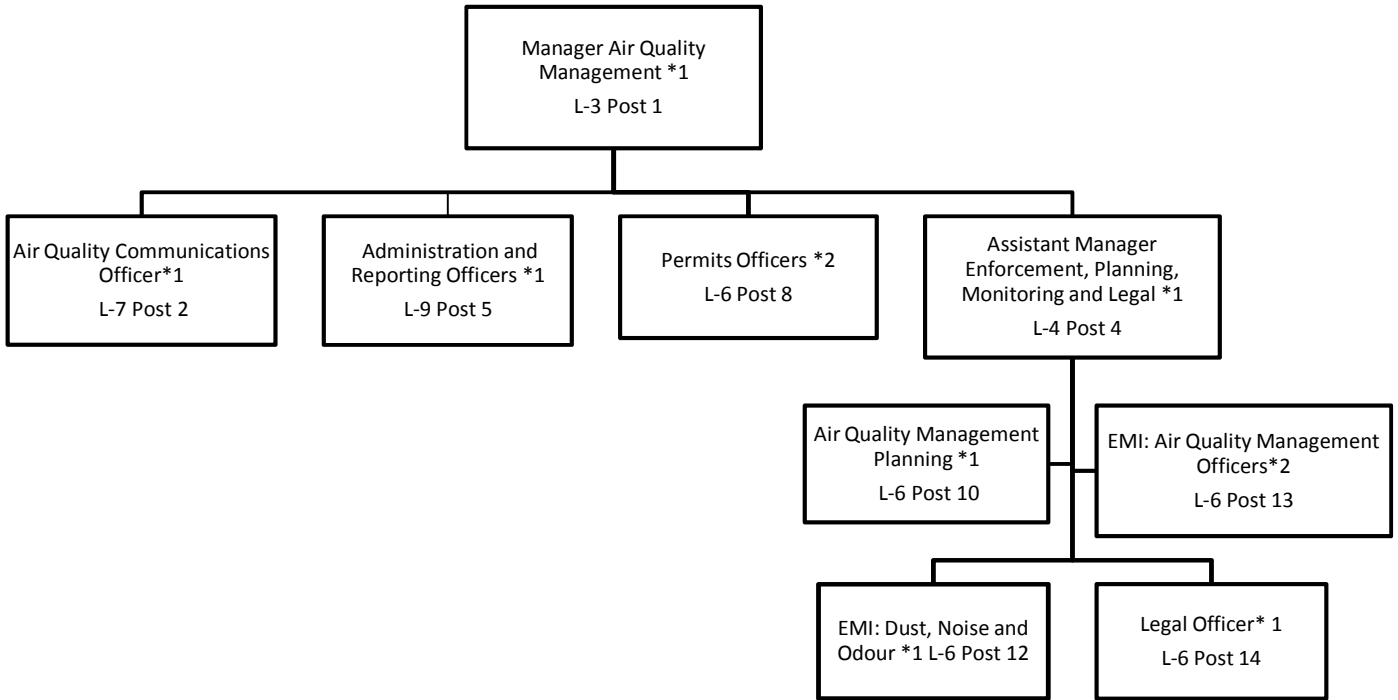 Manager Air Quality
Management *1
L-3 Post 1
Air Quality Communications
Officer*1
L-7 Post 2
Administration and
Reporting Officers *1
L-9 Post 5
Permits Officers *2
L-6 Post 8
Assistant Manager
Enforcement, Planning,
Monitoring and Legal *1
L-4 Post 4
Air Quality Management
Planning *1
L-6 Post 10
EMI: Air Quality Management
Officers*2
L-6 Post 13
EMI: Dust, Noise and
Odour *1 L-6 Post 12
Legal Officer* 1
L-6 Post 14